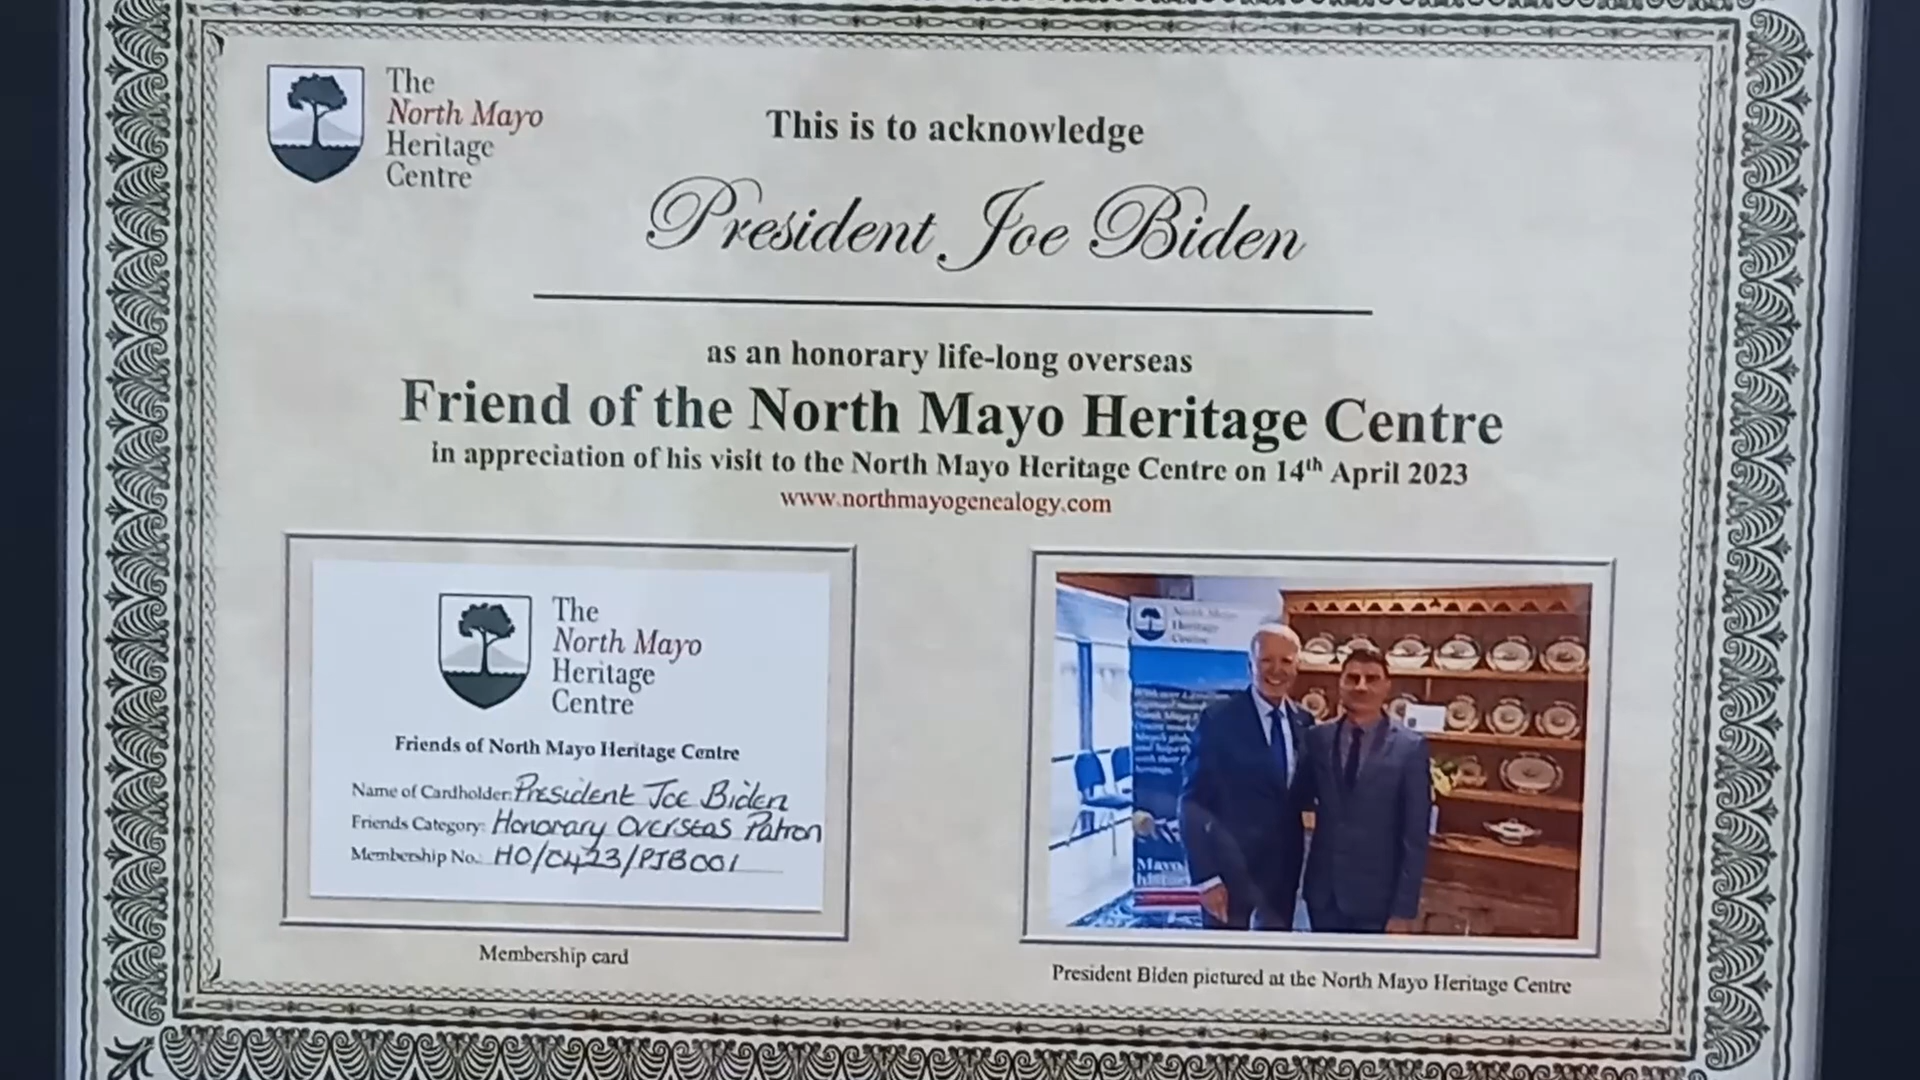 The
North Mayo
Heritage
Centre
This is to acknowledge
President Joe Biden
as an honorary life-long overseas
Friend of the North Mayo Heritage Centre
in appreciation of his visit to the North Mayo Heritage Centre on 14th April 2023
www.northmayogenealogy.com
The
North Mayo
Heritage
Centre
Friends of North Mayo Heritage Centre
Name of Cardholder: President Joe Biden
Friends Category: Honorary Overseas Patron
Membership No.: HO/0423/PJB001
Membership card
North Mayo
Heritage
Centre
Mayo
President Biden pictured at the North Mayo Heritage Centre